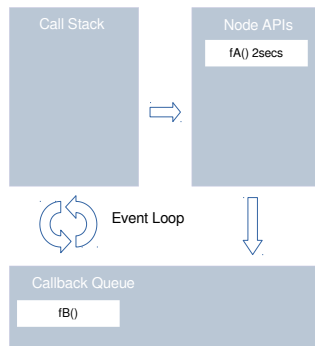 Call Stack
Node APIs
fA() 2secs
Event Loop
Callback Queue
fB()